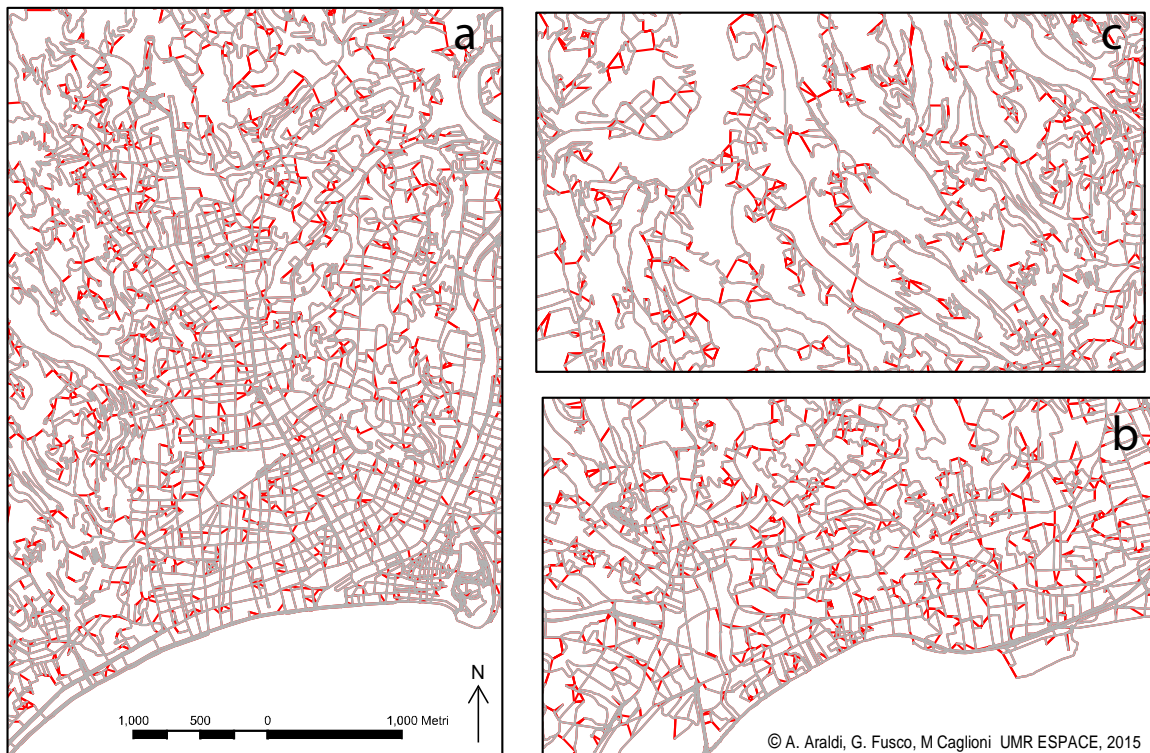 a
c
b
N
1,000 500 0 1,000 Metri
© A. Araldi, G. Fusco, M Caglioni UMR ESPACE, 2015